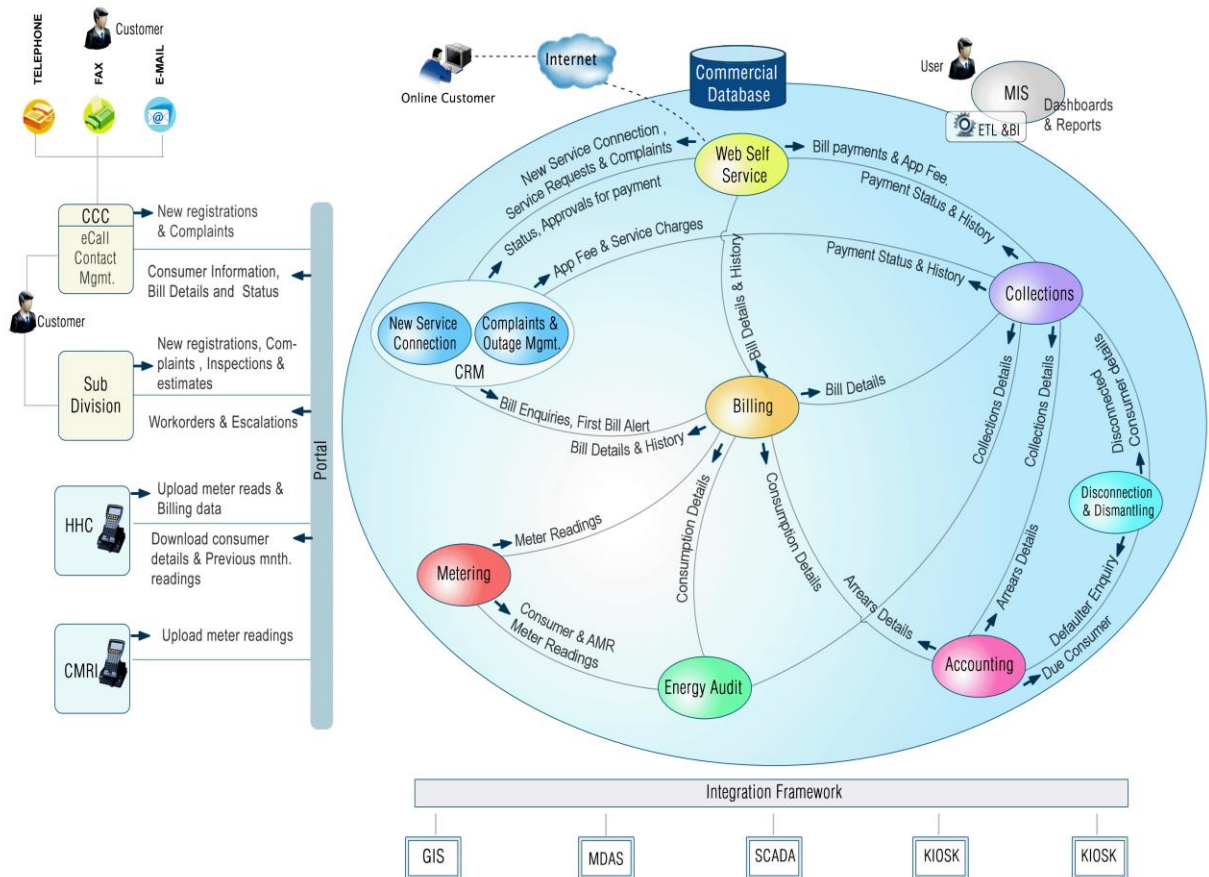 Customer
TELEPHONE
FAX
E-MAIL
@
CCC
eCall
Contact
Mgmt.
New registrations
& Complaints
Consumer Information,
Bill Details and Status
Customer
Sub
Division
New registrations, Com-
plaints , Inspections &
estimates
Workorders & Escalations
HHC
Upload meter reads &
Billing data
Download consumer
details & Previous mnth.
readings
CMRI
Upload meter readings
Portal
Online Customer
Internet
Commercial
Database
User
MIS
ETL &BI
Dashboards
& Reports
Web Self
Service
New Service Connection ,
Service Requests & Complaints
Status, Approvals for payment
App Fee & Service Charges
Bill payments & App Fee.
Payment Status & History
Payment Status & History
Collections
New Service
Connection
Complaints &
Outage Mgmt.
CRM
Bill Details & History
Billing
Bill Details
Bill Enquiries, First Bill Alert
Bill Details & History
Collections Details
Collections Details
Disconnected
Consumer details
Disconnection
& Dismantling
Meter Readings
Metering
Consumption Details
Consumption Details
Consumer & AMR
Meter Readings
Energy Audit
Arrears Details
Arrears Details
Accounting
Defaulter Enquiry
Due Consumer
Integration Framework
GIS
MDAS
SCADA
KIOSK
KIOSK